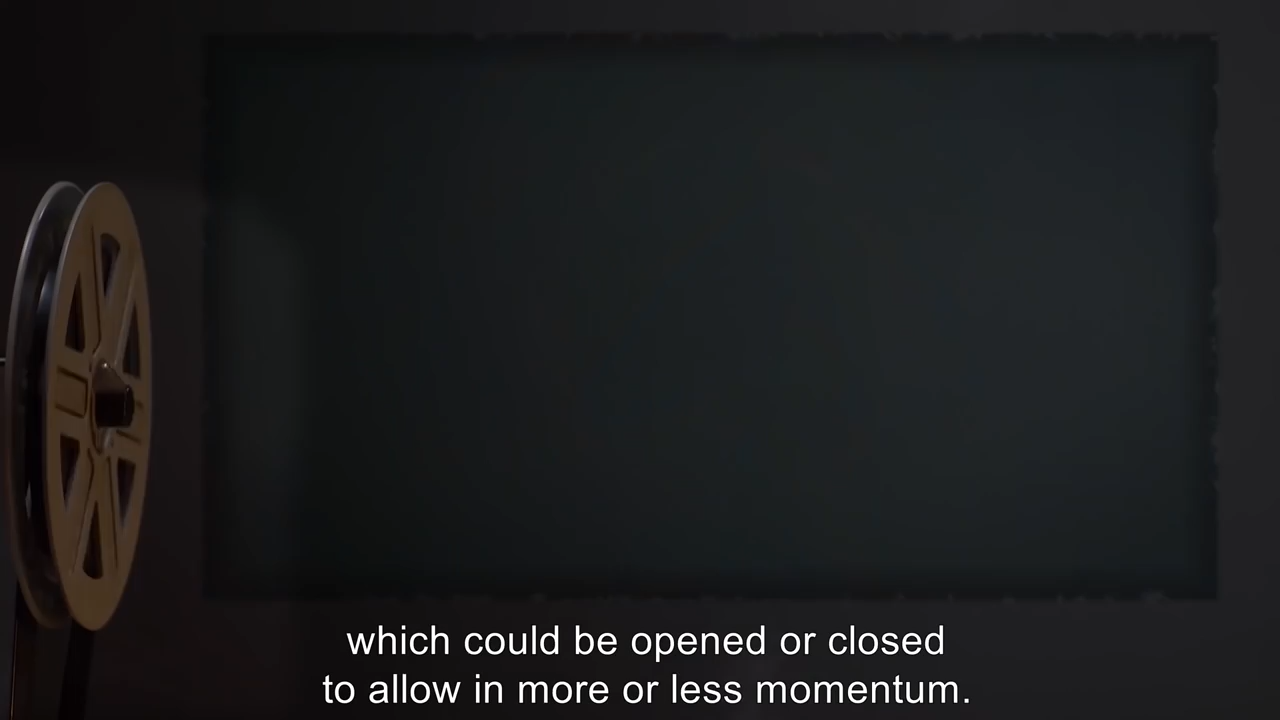 which could be opened or closed
to allow in more or less momentum.